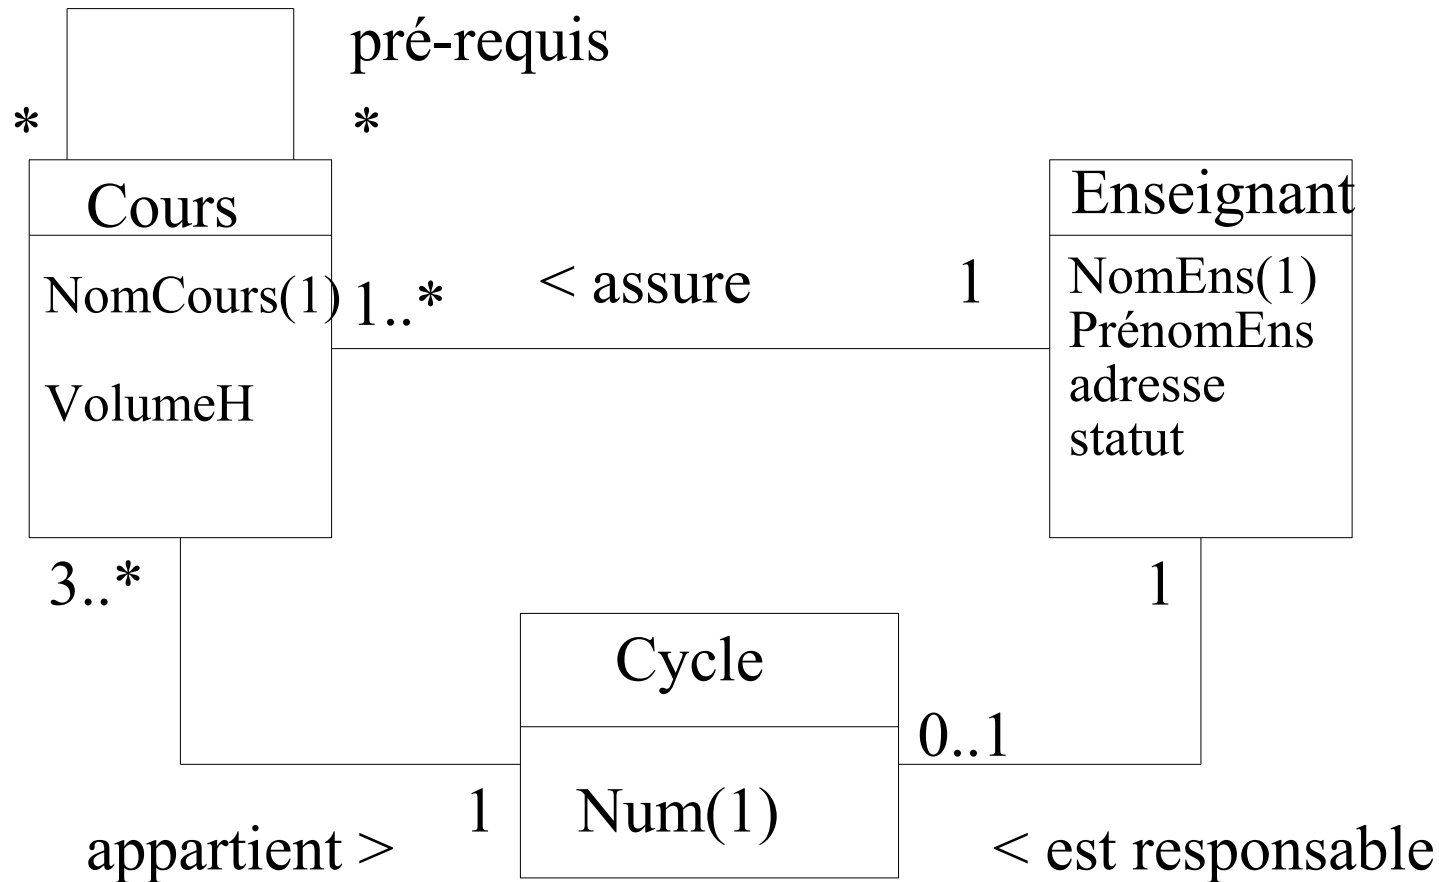 pré-requis
*
*
Cours
NomCours(1)
VolumeH
1..*
< assure
1
Enseignant
NomEns(1)
PrénomEns
adresse
statut
3..*
1
Cycle
Num(1)
0..1
1
appartient >
< est responsable